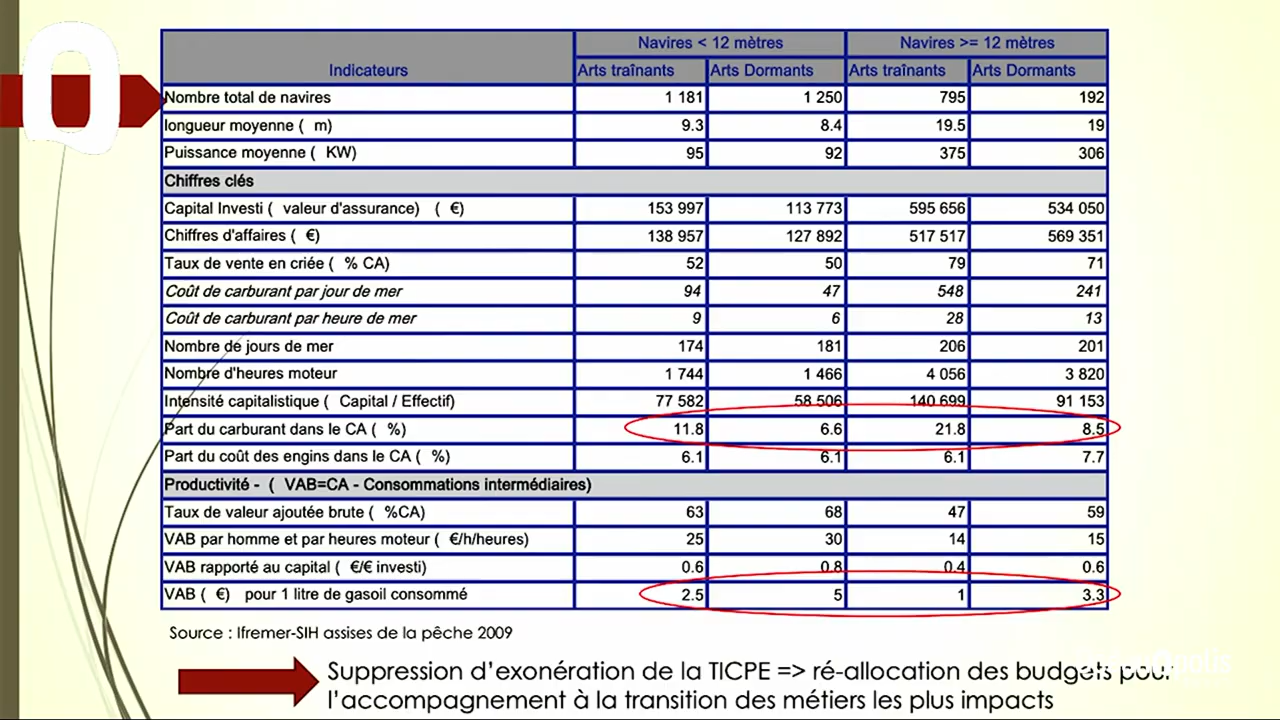 Navires < 12 mètres Navires >= 12 mètres
Indicateurs Arts traînants Arts Dormants Arts traînants Arts Dormants
Nombre total de navires 1 181 1 250 795 192
longueur moyenne ( m) 9.3 8.4 19.5 19
Puissance moyenne ( KW) 95 92 375 306
Chiffres clés
Capital Investi ( valeur d'assurance) ( €) 153 997 113 773 595 656 534 050
Chiffres d'affaires ( €) 138 957 127 892 517 517 569 351
Taux de vente en criée ( % CA) 52 50 79 71
Coût de carburant par jour de mer 94 47 548 241
Coût de carburant par heure de mer 9 6 28 13
Nombre de jours de mer 174 181 206 201
Nombre d'heures moteur 1 744 1 466 4 056 3 820
Intensité capitalistique ( Capital / Effectif) 77 582 58 506 140 699 91 153
Part du carburant dans le CA ( %) 11.8 6.6 21.8 8.5
Part du coût des engins dans le CA ( %) 6.1 6.1 6.1 7.7
Productivité - ( VAB=CA - Consommations intermédiaires)
Taux de valeur ajoutée brute ( %CA) 63 68 47 59
VAB par homme et par heures moteur ( €/h/heures) 25 30 14 15
VAB rapporté au capital ( €/€ investi) 0.6 0.8 0.4 0.6
VAB ( €) pour 1 litre de gasoil consommé 2.5 5 1 3.3
Source : Ifremer-SIH assises de la pêche 2009
Suppression d'exonération de la TICPE => ré-allocation des budgets pour
l'accompagnement à la transition des métiers les plus impacts